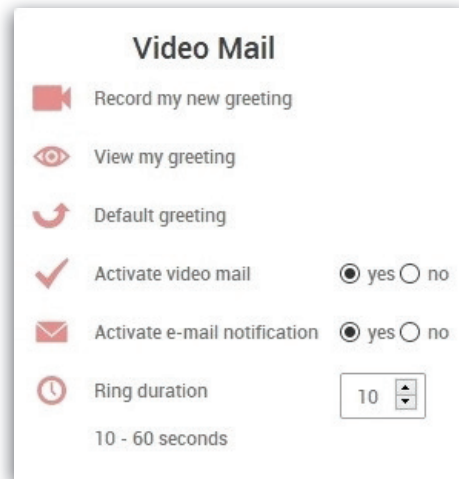 Video Mail
Record my new greeting
View my greeting
Default greeting
Activate video mail yes no
Activate e-mail notification yes no
Ring duration 10
10 - 60 seconds